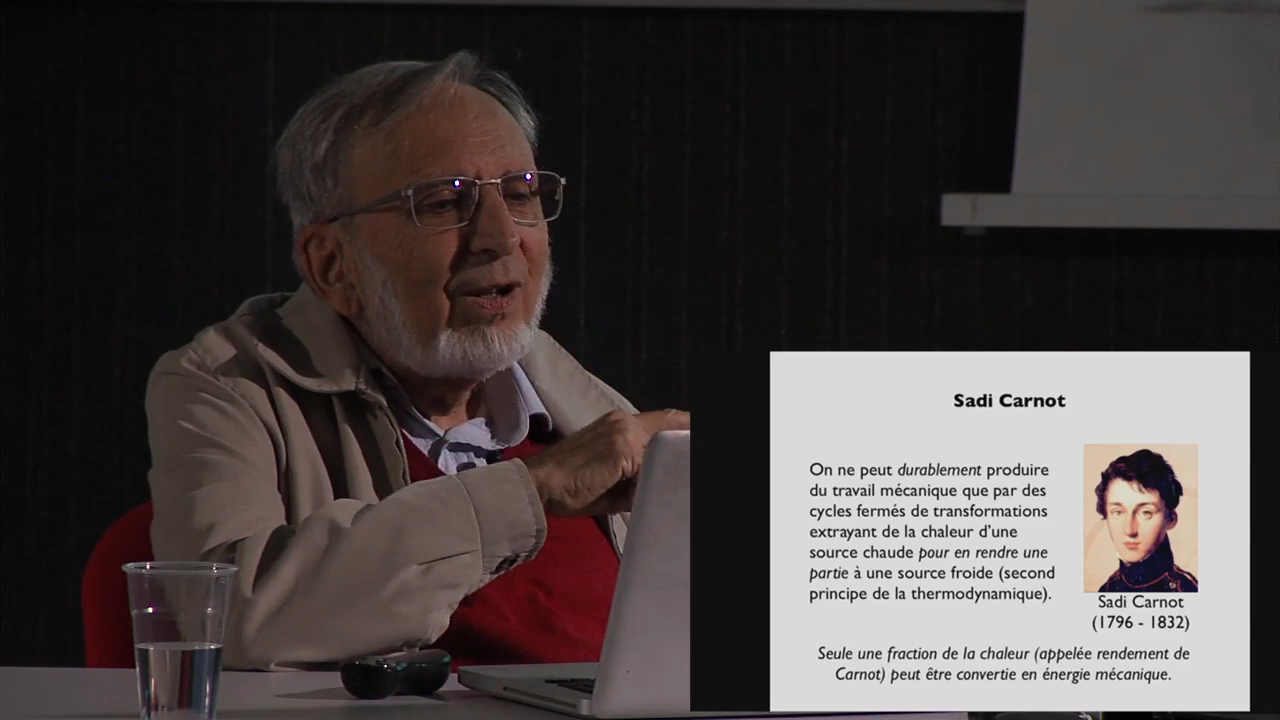 Sadi Carnot
On ne peut durablement produire
du travail mécanique que par des
cycles fermés de transformations
extrayant de la chaleur d'une
source chaude pour en rendre une
partie à une source froide (second
principe de la thermodynamique).
Sadi Carnot
(1796 - 1832)
Seule une fraction de la chaleur (appelée rendement de
Carnot) peut être convertie en énergie mécanique.